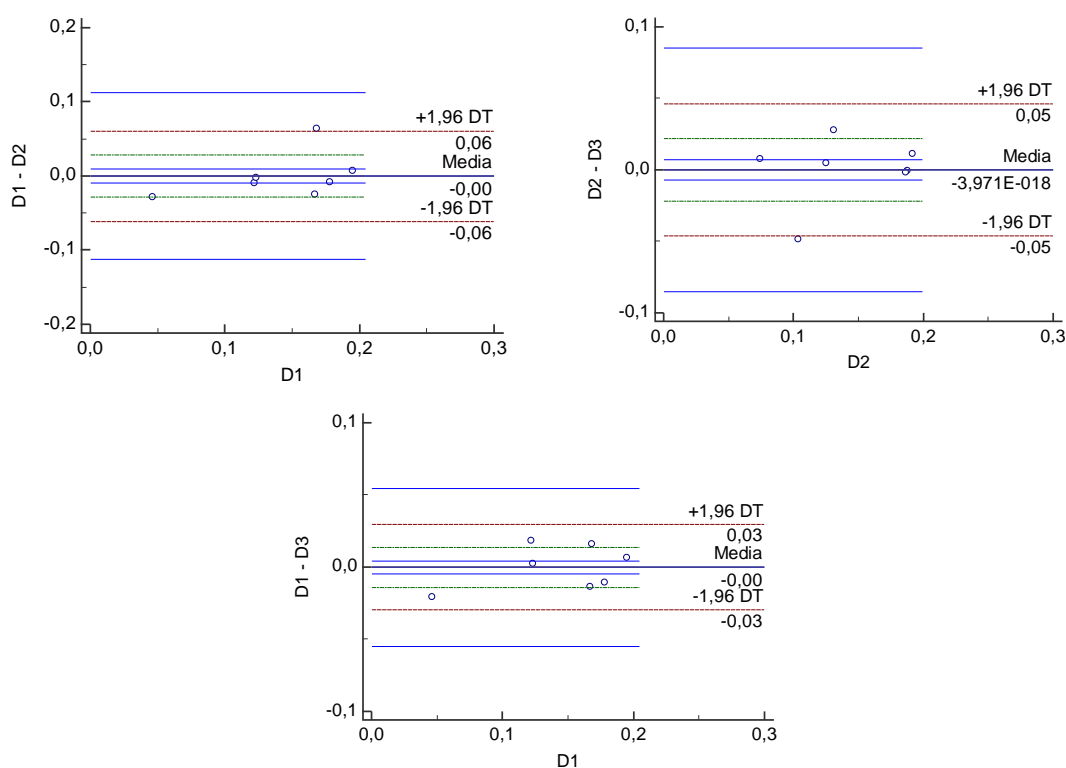 0,2
0,1
0,0
-0,1
-0,2
D1 - D2
+1,96 DT
0,06
Media
-0,00
-1,96 DT
-0,06
0,0 0,1 0,2 0,3
D1
0,1
0,0
-0,1
D2 - D3
+1,96 DT
0,05
Media
-3,971E-018
-1,96 DT
-0,05
0,0 0,1 0,2 0,3
D2
0,1
0,0
-0,1
D1 - D3
+1,96 DT
0,03
Media
-0,00
-1,96 DT
-0,03
0,0 0,1 0,2 0,3
D1